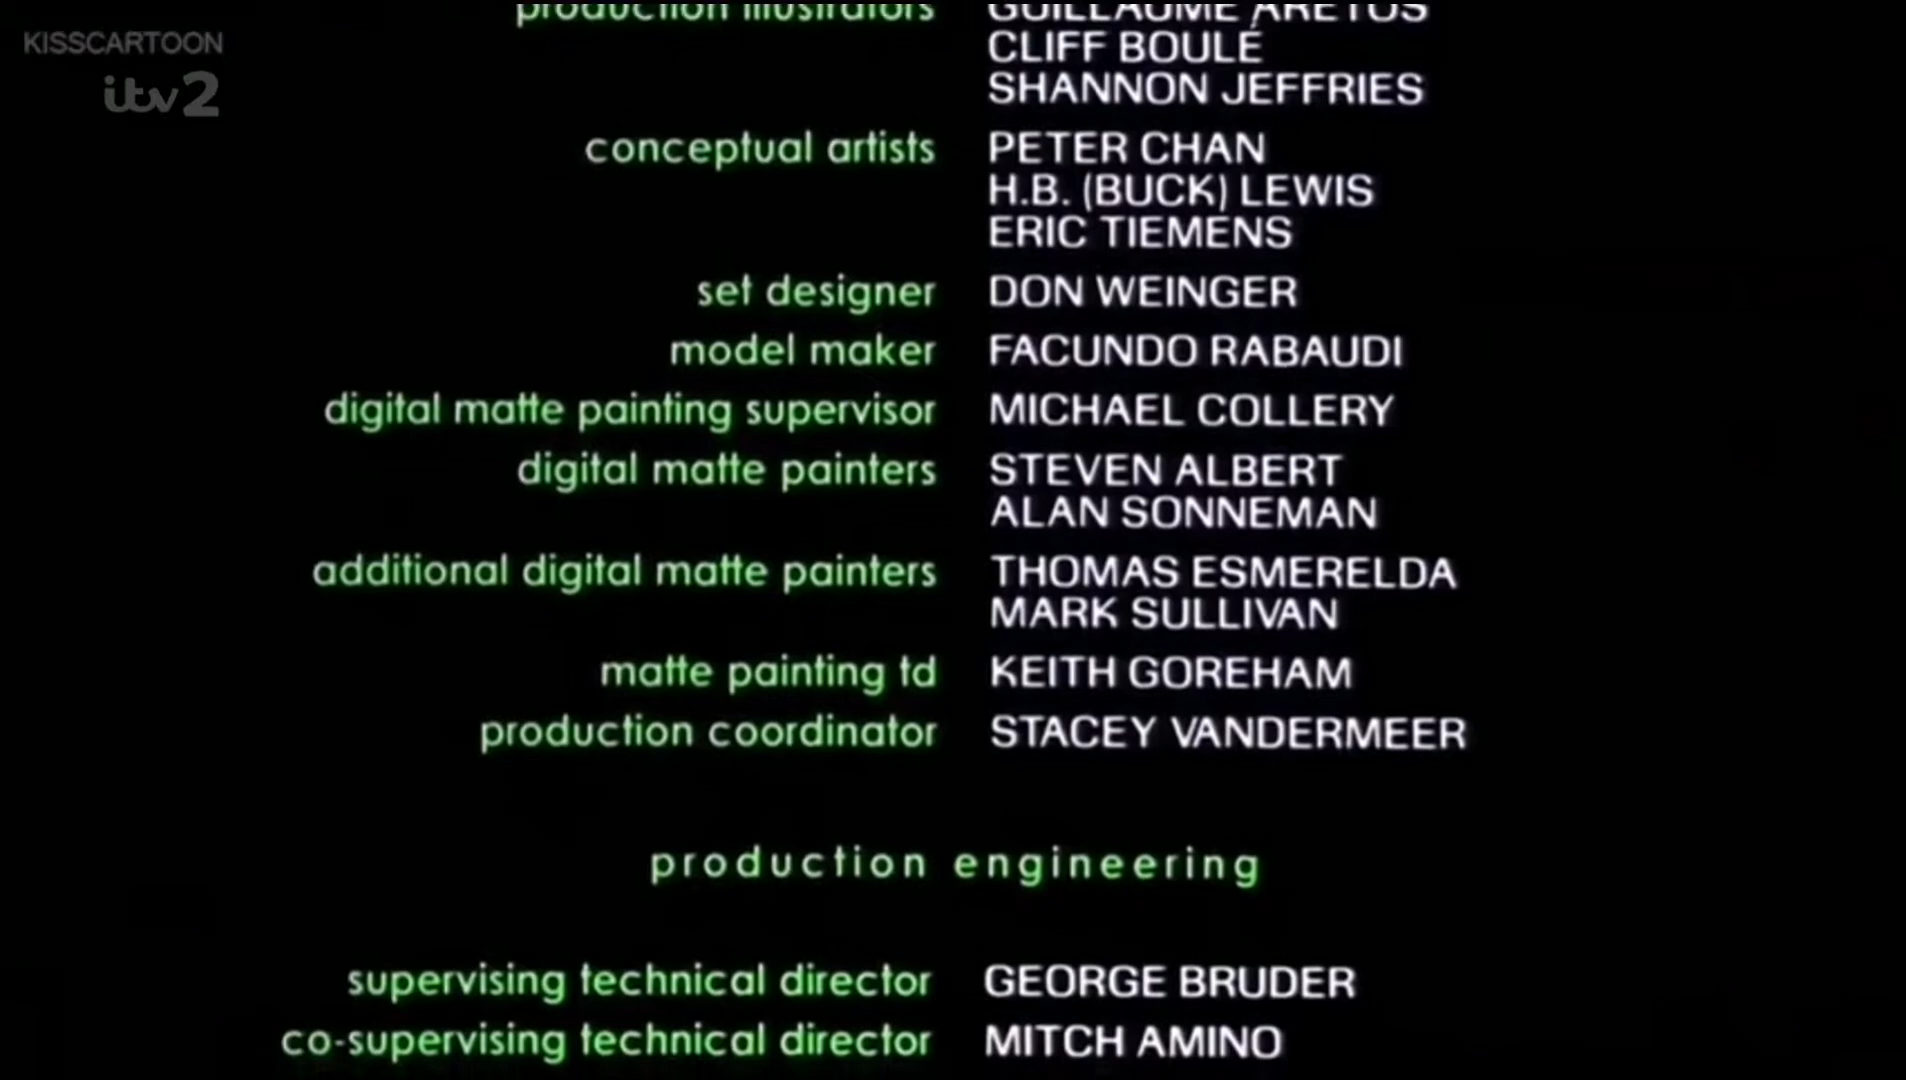 KISSCARTOON
itv2
production illustrators GUILLAUME ARETOS
CLIFF BOULÉ
SHANNON JEFFRIES
conceptual artists PETER CHAN
H.B. (BUCK) LEWIS
ERIC TIEMENS
set designer DON WEINGER
model maker FACUNDO RABAUDI
digital matte painting supervisor MICHAEL COLLERY
digital matte painters STEVEN ALBERT
ALAN SONNEMAN
additional digital matte painters THOMAS ESMERELDA
MARK SULLIVAN
matte painting td KEITH GOREHAM
production coordinator STACEY VANDERMEER
production engineering
supervising technical director GEORGE BRUDER
co-supervising technical director MITCH AMINO